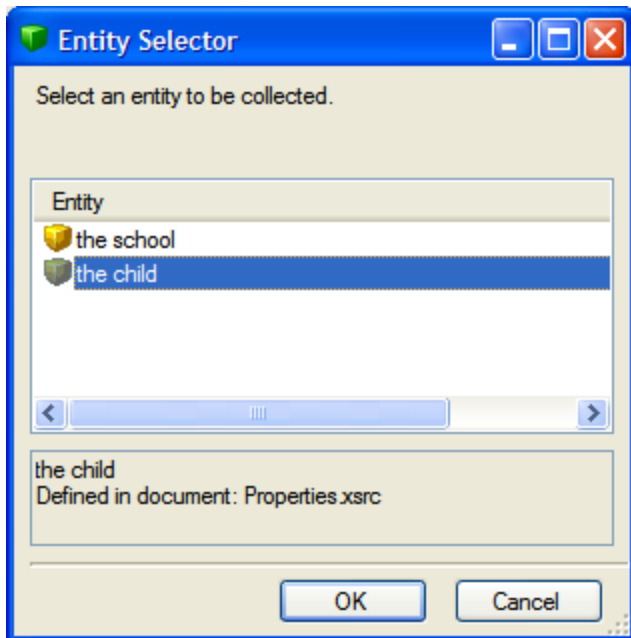 Entity Selector
Select an entity to be collected.
Entity
the school
the child
the child
Defined in document: Properties.xsrc
OK
Cancel